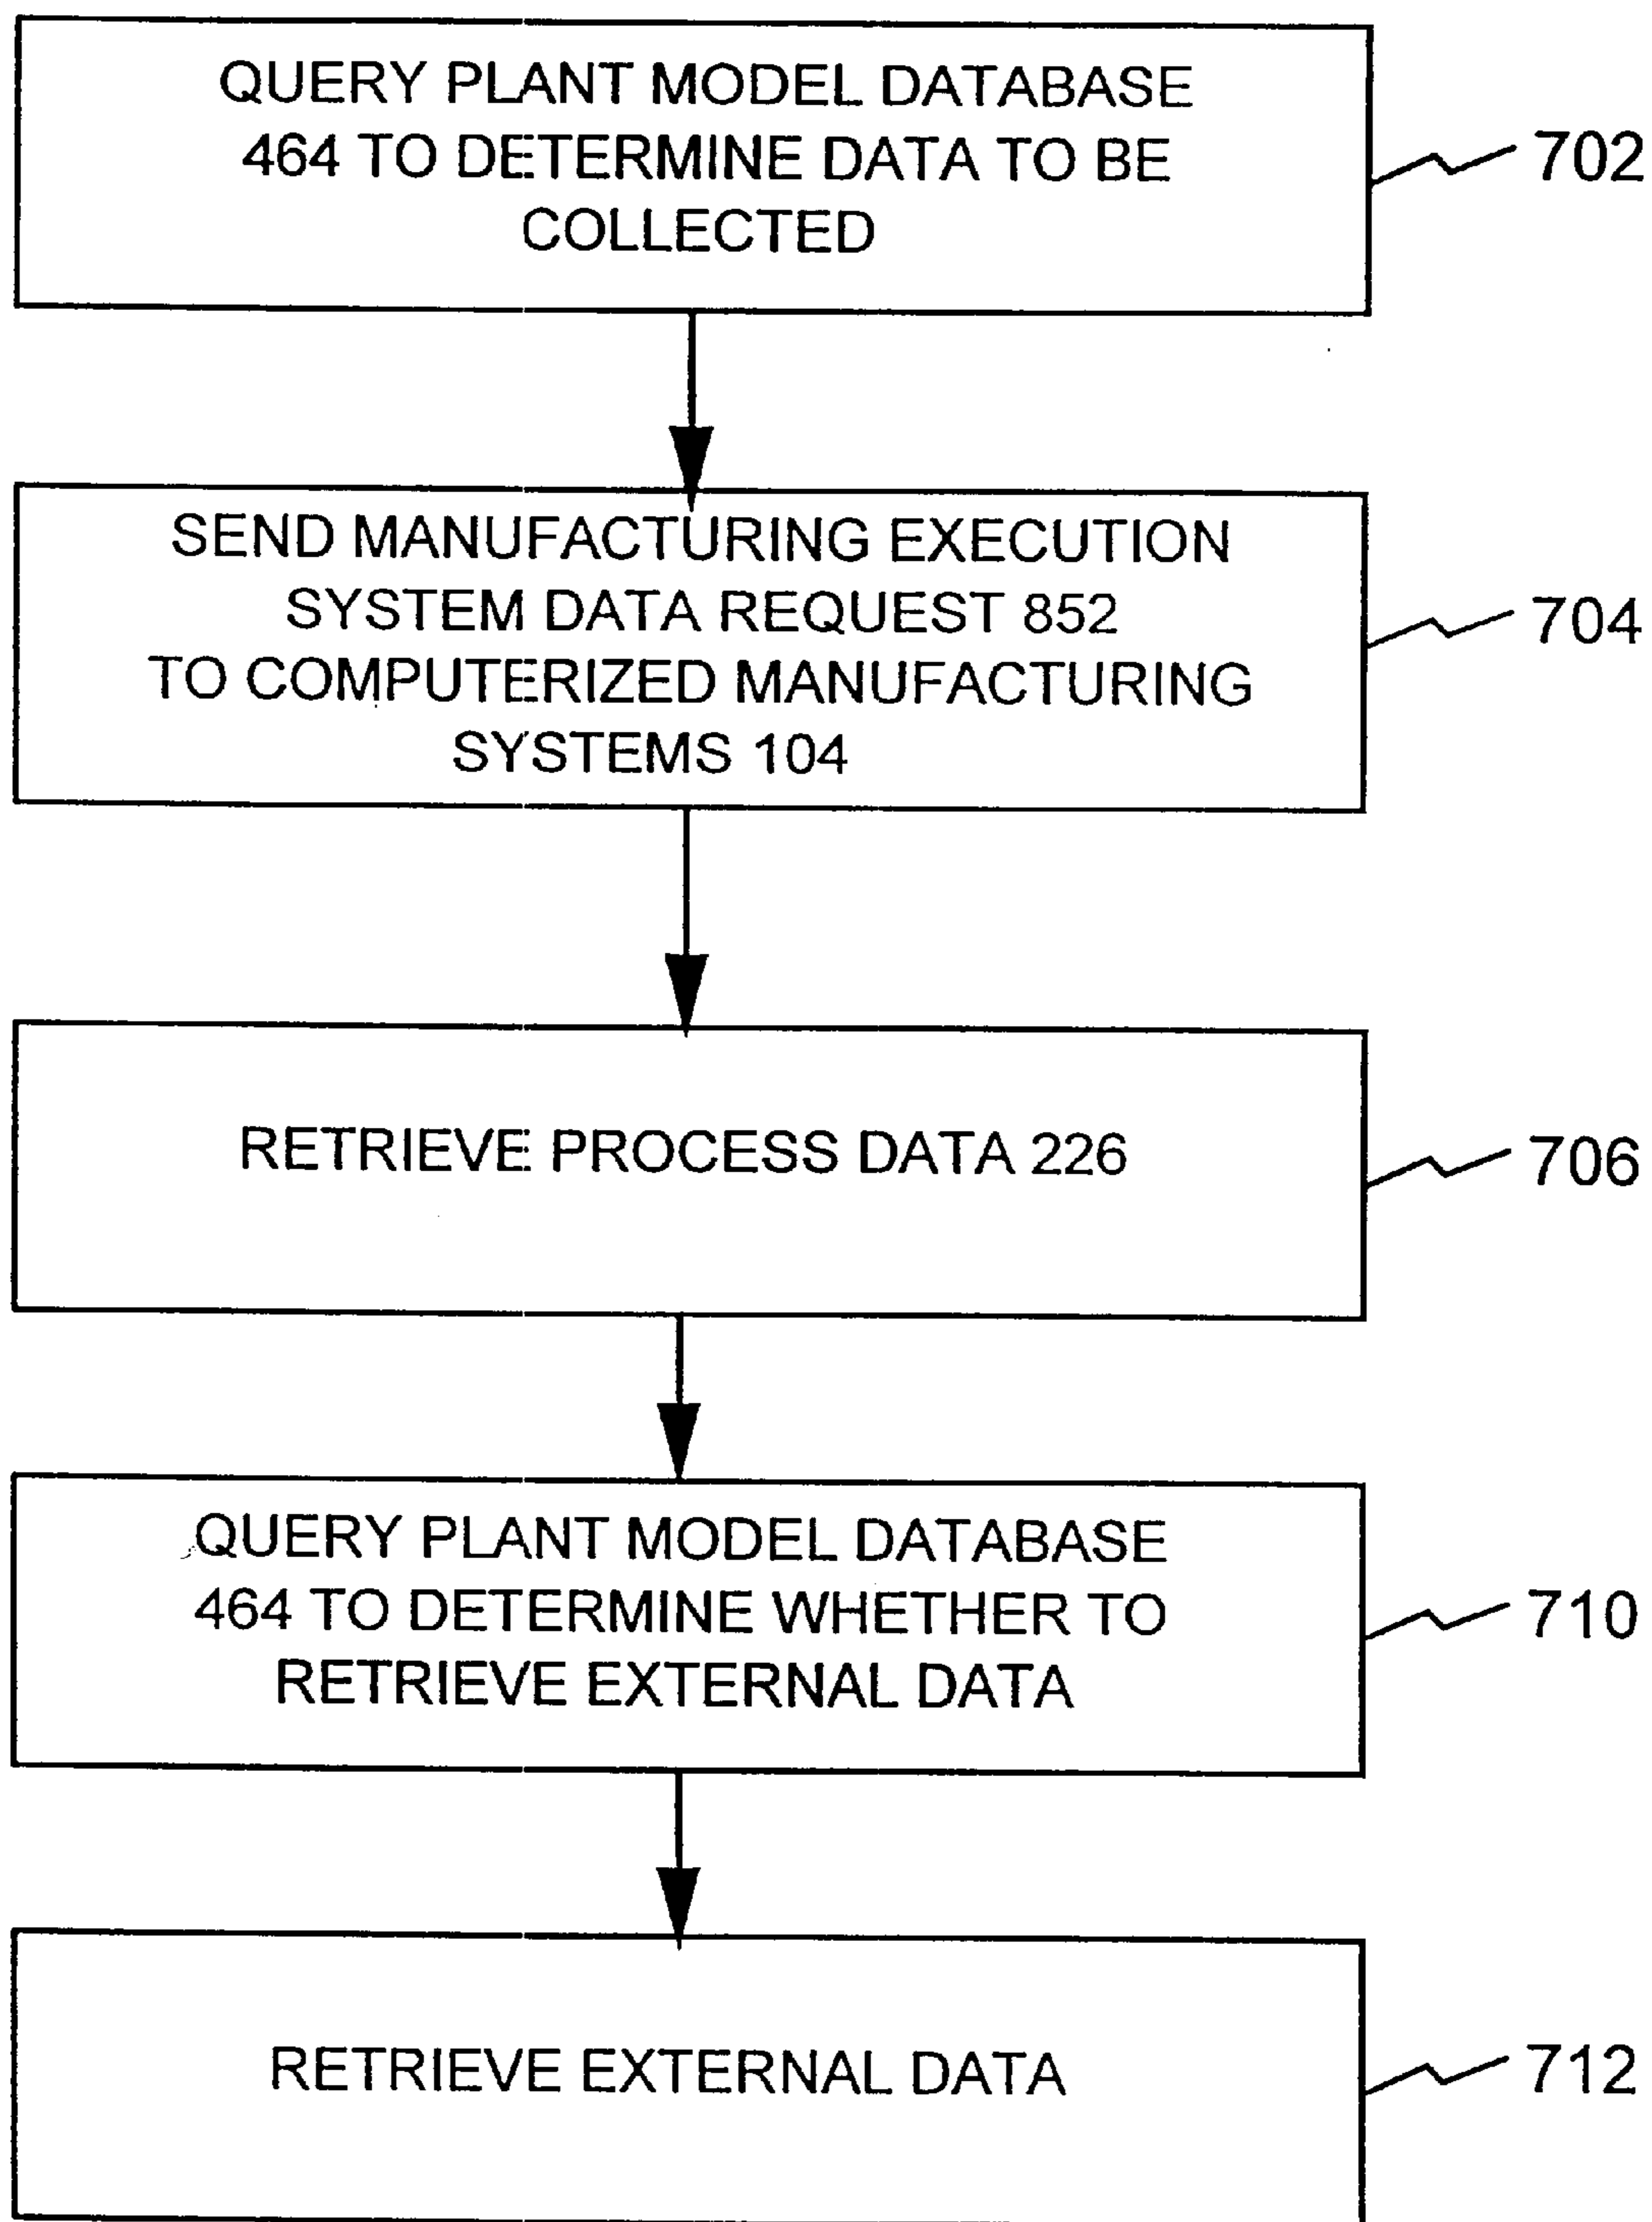 QUERY PLANT MODEL DATABASE
464 TO DETERMINE DATA TO BE
COLLECTED
702
SEND MANUFACTURING EXECUTION
SYSTEM DATA REQUEST 852
TO COMPUTERIZED MANUFACTURING
SYSTEMS 104
704
RETRIEVE PROCESS DATA 226
706
QUERY PLANT MODEL DATABASE
464 TO DETERMINE WHETHER TO
RETRIEVE EXTERNAL DATA
710
RETRIEVE EXTERNAL DATA
712